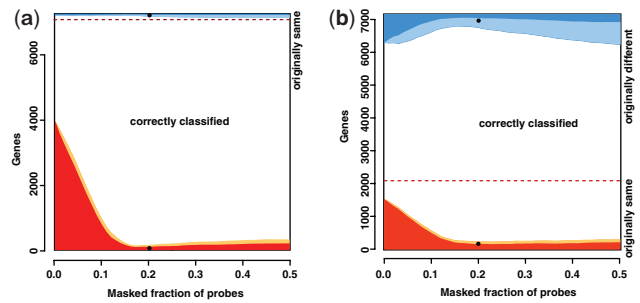 (a)
Genes
0
2000
4000
6000
correctly classified
originally same
0.0 0.1 0.2 0.3 0.4 0.5
Masked fraction of probes
(b)
Genes
0 1000 2000 3000 4000 5000 6000 7000
correctly classified
originally different
originally same
0.0 0.1 0.2 0.3 0.4 0.5
Masked fraction of probes